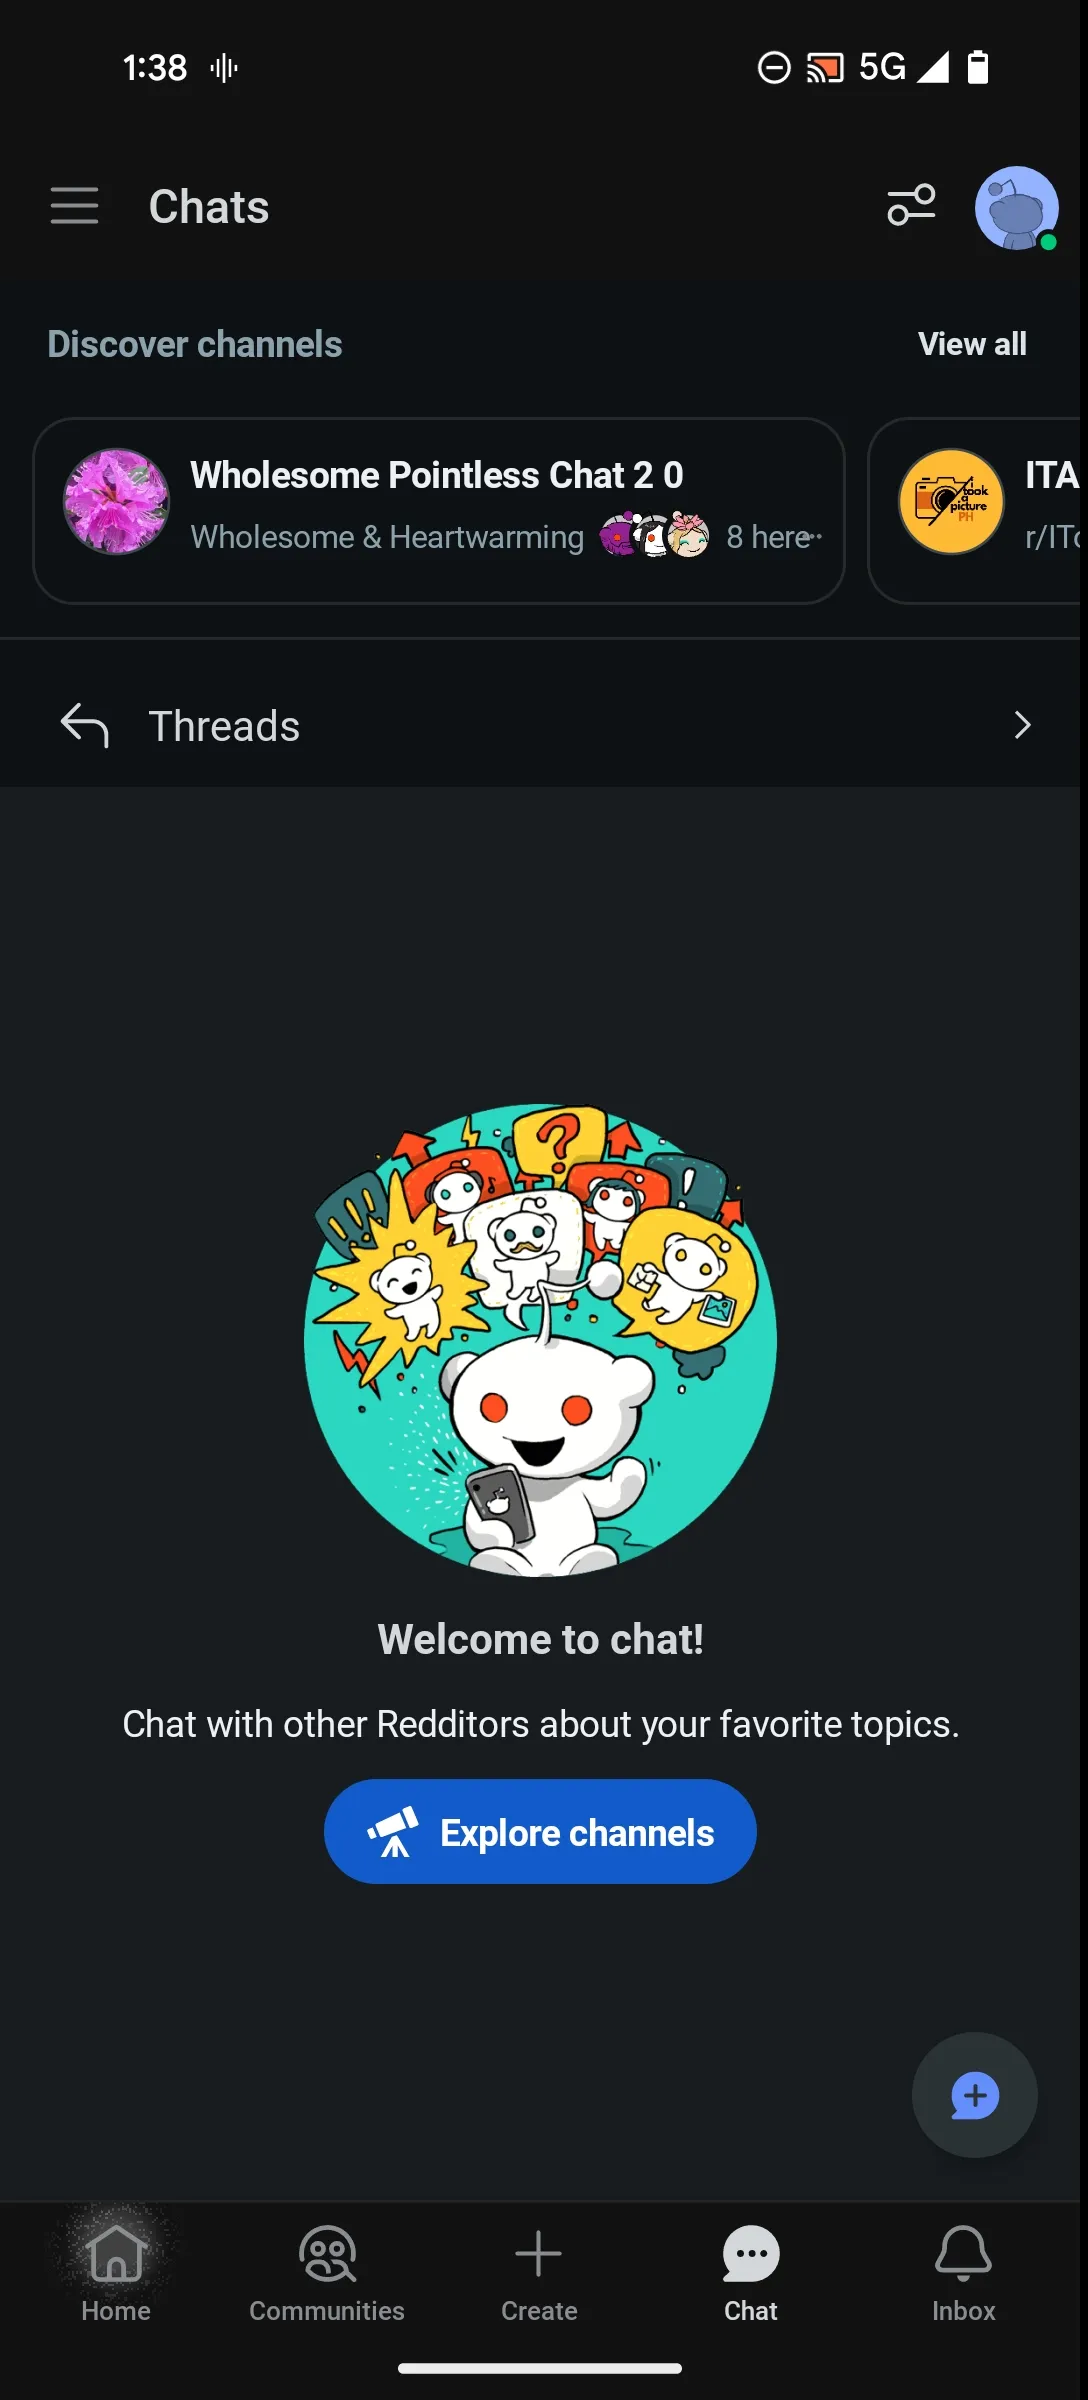 1:38
5G
Chats
Discover channels
View all
Wholesome Pointless Chat 2 0
Wholesome & Heartwarming
8 here
i took a picture PH
ITA
r/ITo
Threads
Welcome to chat!
Chat with other Redditors about your favorite topics.
Explore channels
Home
Communities
Create
Chat
Inbox